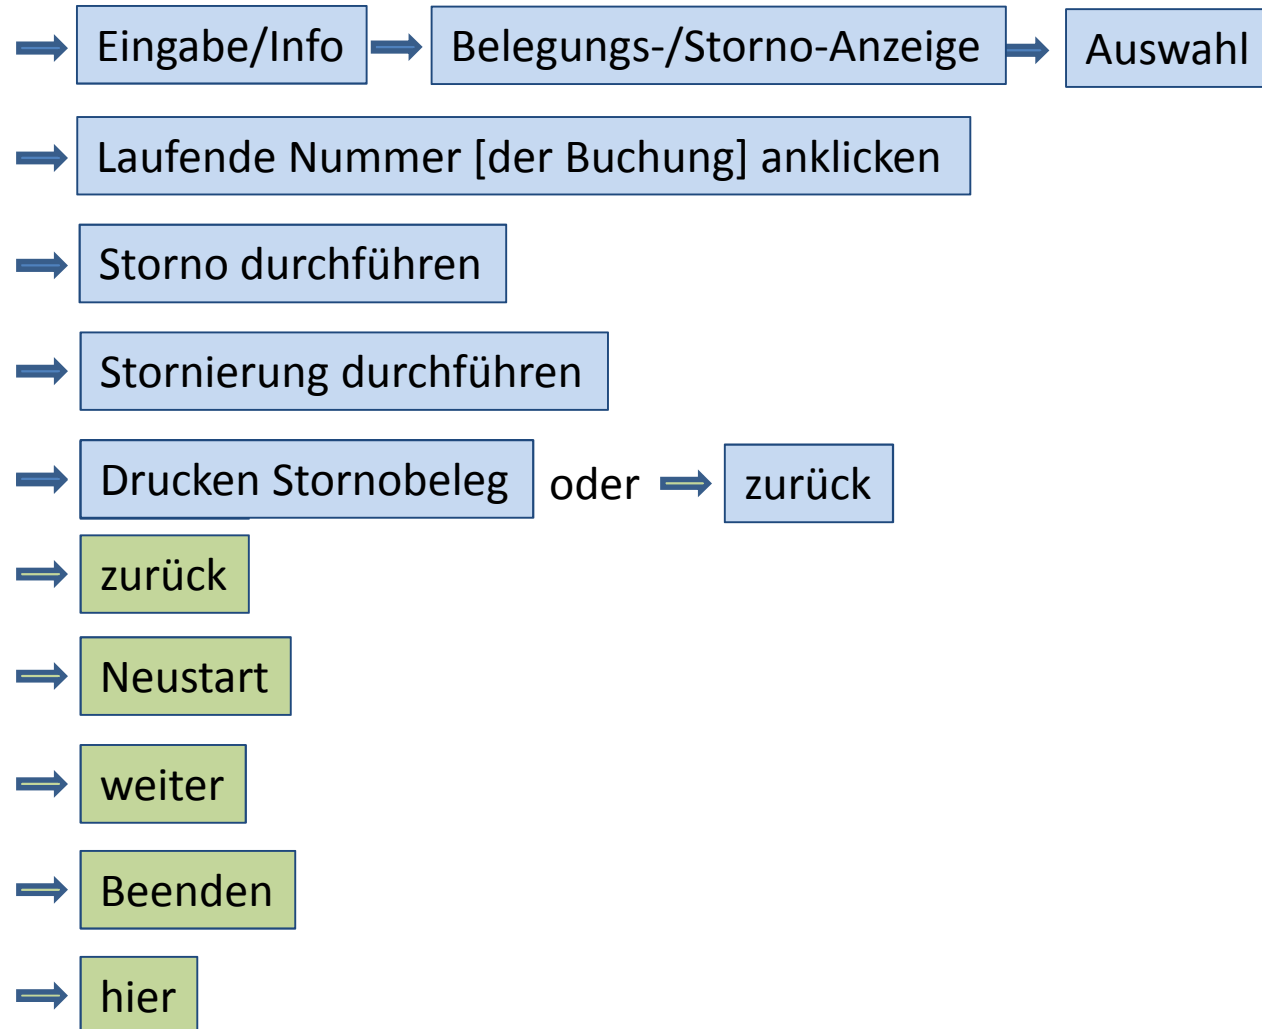 Eingabe/Info Belegungs-/Storno-Anzeige Auswahl
Laufende Nummer [der Buchung] anklicken
Storno durchführen
Stornierung durchführen
Drucken Stornobeleg oder zurück
zurück
Neustart
weiter
Beenden
hier